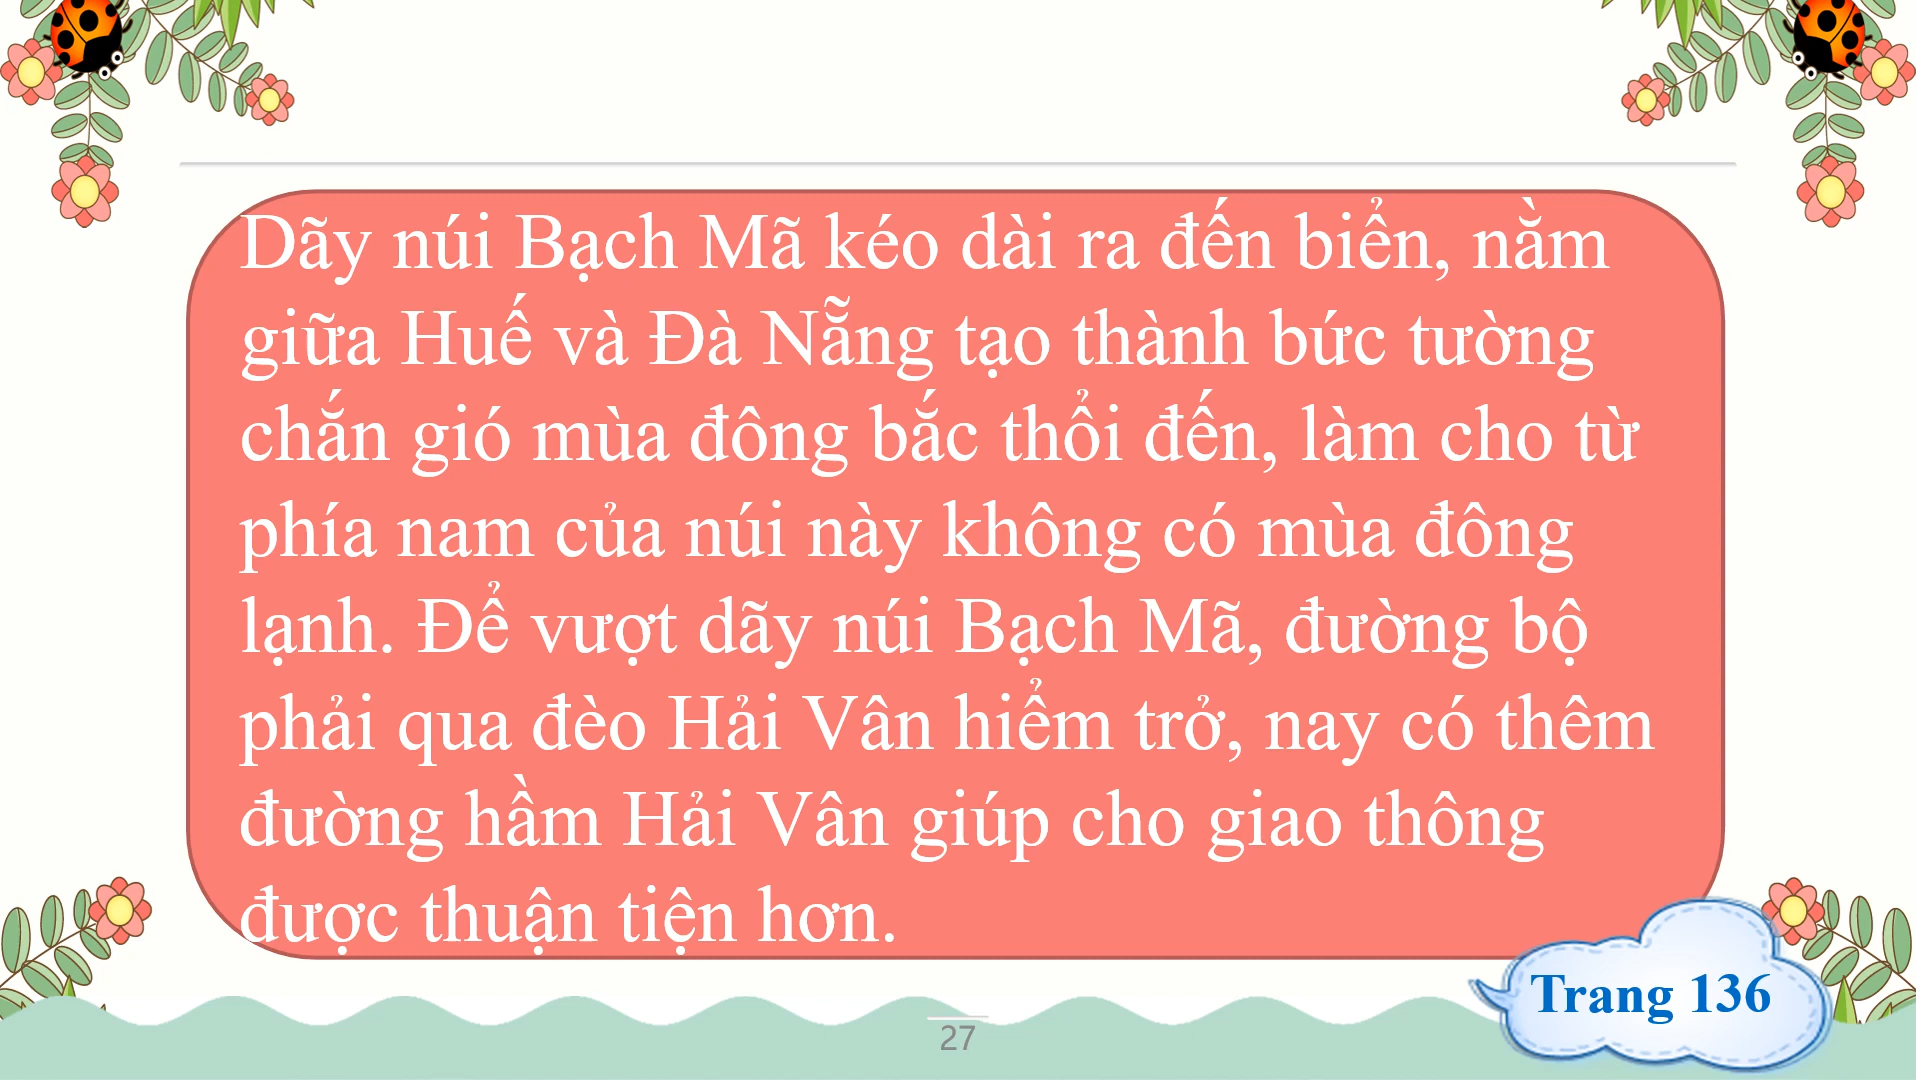 Dãy núi Bạch Mã kéo dài ra đến biển, nằm
giữa Huế và Đà Nẵng tạo thành bức tường
chắn gió mùa đông bắc thổi đến, làm cho từ
phía nam của núi này không có mùa đông
lạnh. Để vượt dãy núi Bạch Mã, đường bộ
phải qua đèo Hải Vân hiểm trở, nay có thêm
đường hầm Hải Vân giúp cho giao thông
được thuận tiện hơn.
Trang 136
27